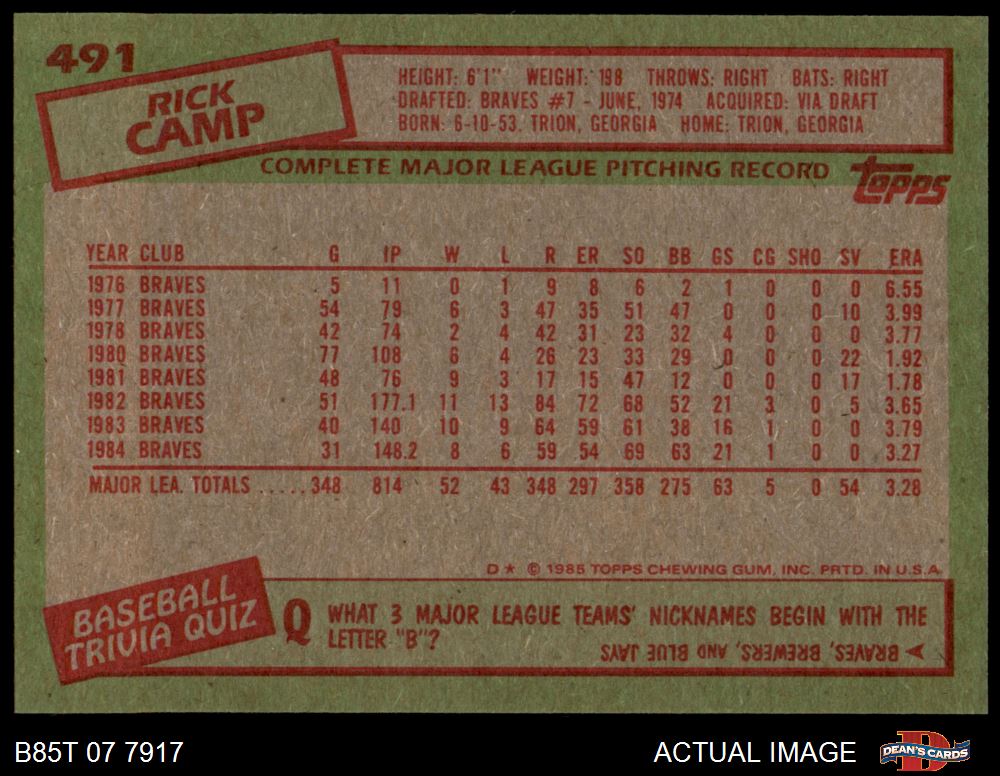 491
RICK
CAMP
HEIGHT: 6'1" WEIGHT: 198 THROWS: RIGHT BATS: RIGHT
DRAFTED: BRAVES #7 - JUNE, 1974 ACQUIRED: VIA DRAFT
BORN: 6-10-53, TRION, GEORGIA HOME: TRION, GEORGIA
COMPLETE MAJOR LEAGUE PITCHING RECORD
topps
YEAR CLUB G IP W L R ER SO BB GS CG SHO SV ERA
1976 BRAVES 5 11 0 1 9 8 6 2 1 0 0 0 6.55
1977 BRAVES 54 79 6 3 47 35 51 47 0 0 0 10 3.99
1978 BRAVES 42 74 2 4 42 31 23 32 4 0 0 0 3.77
1980 BRAVES 77 108 6 4 26 23 33 29 0 0 0 22 1.92
1981 BRAVES 48 76 9 3 17 15 47 12 0 0 0 17 1.78
1982 BRAVES 51 177.1 11 13 84 72 68 52 21 3 0 5 3.65
1983 BRAVES 40 140 10 9 64 59 61 38 16 1 0 0 3.79
1984 BRAVES 31 148.2 8 6 59 54 69 63 21 1 0 0 3.27
MAJOR LEA. TOTALS ..... 348 814 52 43 348 297 358 275 63 5 0 54 3.28
D★ © 1985 TOPPS CHEWING GUM, INC. PRTD. IN U.S.A.
BASEBALL
TRIVIA QUIZ
Q WHAT 3 MAJOR LEAGUE TEAMS' NICKNAMES BEGIN WITH THE
LETTER "B"?
BRAVES, BREWERS, AND BLUE JAYS
B85T 07 7917
ACTUAL IMAGE
DEAN'S CARDS